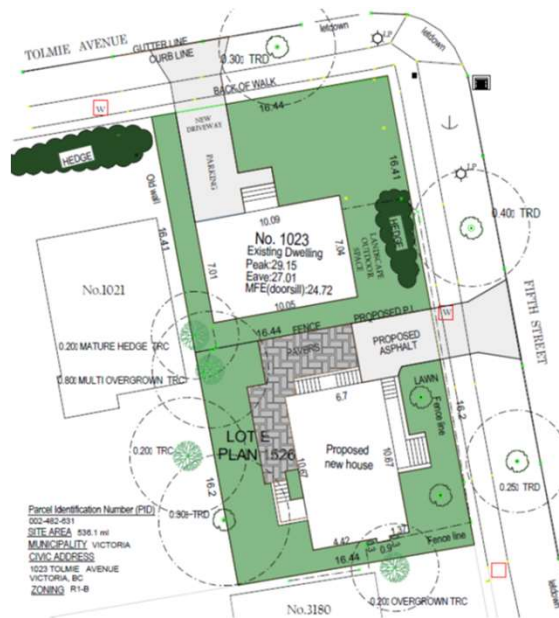 TOLMIE AVENUE
GUTTER LINE
CURB LINE
0.30 TRD
letdown
LP
letdown
W
BACK OF WALK
16.44
NEW
DRIVEWAY
PARKING
HEDGE
Old wall
16.41
16.41
LP
0.40 TRD
10.09
No. 1023
Existing Dwelling
Peak:29.15
Eave:27.01
MFE(doorsill):24.72
7.01
7.04
10.05
HEDGE
LANDSCAPE
OUTDOOR
SPACE
No.1021
FIFTH STREET
16.44
FENCE
PROPOSED P.L
W
PROPOSED
ASPHALT
PAVERS
0.20 MATURE HEDGE TRC
0.80 MULTI OVERGROWN TRC
6.7
LAWN
Fence line
16.2
LOT E
PLAN 1526
0.20 TRC
10.67
Proposed
new house
10.67
16.2
0.90 TRD
0.25 TRD
4.42
1.37
1.3
0.9
1.3
Fence line
16.44
0.20 OVERGROWN TRC
letdown
No.3180
Parcel Identification Number (PID)
002-482-631
SITE AREA 536.1 m
MUNICIPALITY VICTORIA
CIVIC ADDRESS
1023 TOLMIE AVENUE
VICTORIA, BC
ZONING R1-B